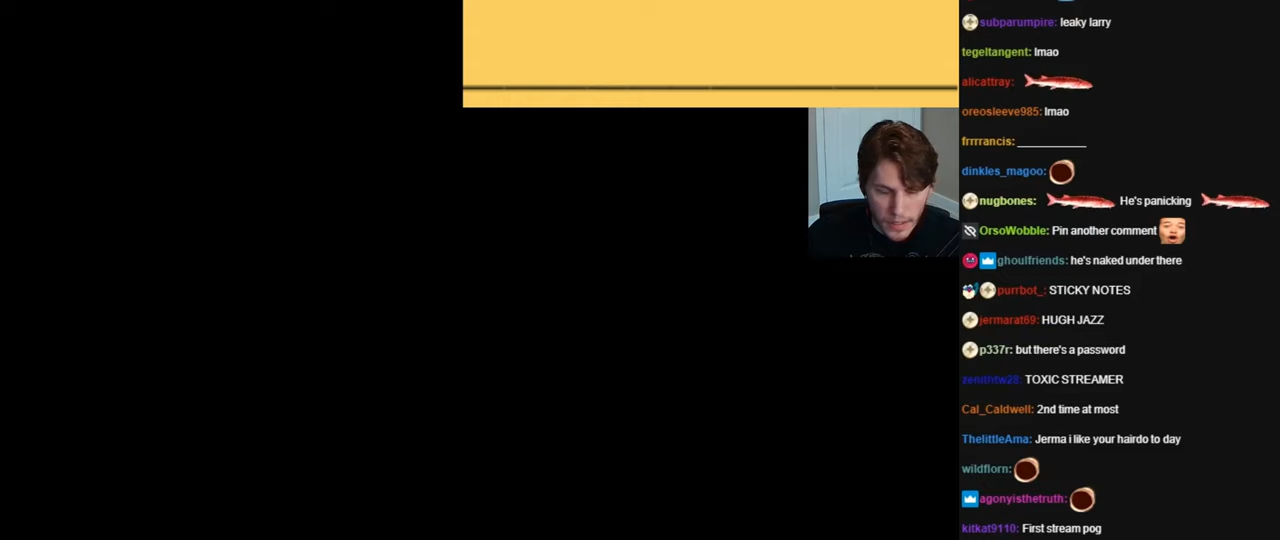 subparumpire: leaky larry
tegeltangent: lmao
alicattray:
oreosleeve985: lmao
frrrrancis: ___________
dinkles_magoo:
nugbones: He's panicking
OrsoWobble: Pin another comment
ghoulfriends: he's naked under there
purrbot_: STICKY NOTES
jermarat69: HUGH JAZZ
p337r: but there's a password
zenithtw28: TOXIC STREAMER
Cal_Caldwell: 2nd time at most
ThelittleAma: Jerma i like your hairdo to day
wildflorn:
agonyisthetruth:
kitkat9110: First stream pog